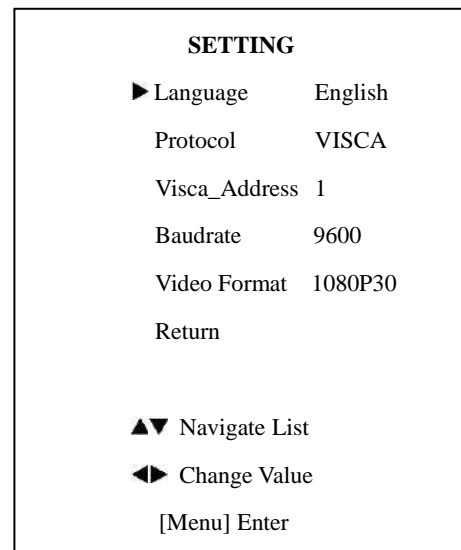 SETTING
▶Language English
Protocol VISCA
Visca_Address 1
Baudrate 9600
Video Format 1080P30
Return
▲▼ Navigate List
◀▶ Change Value
[Menu] Enter